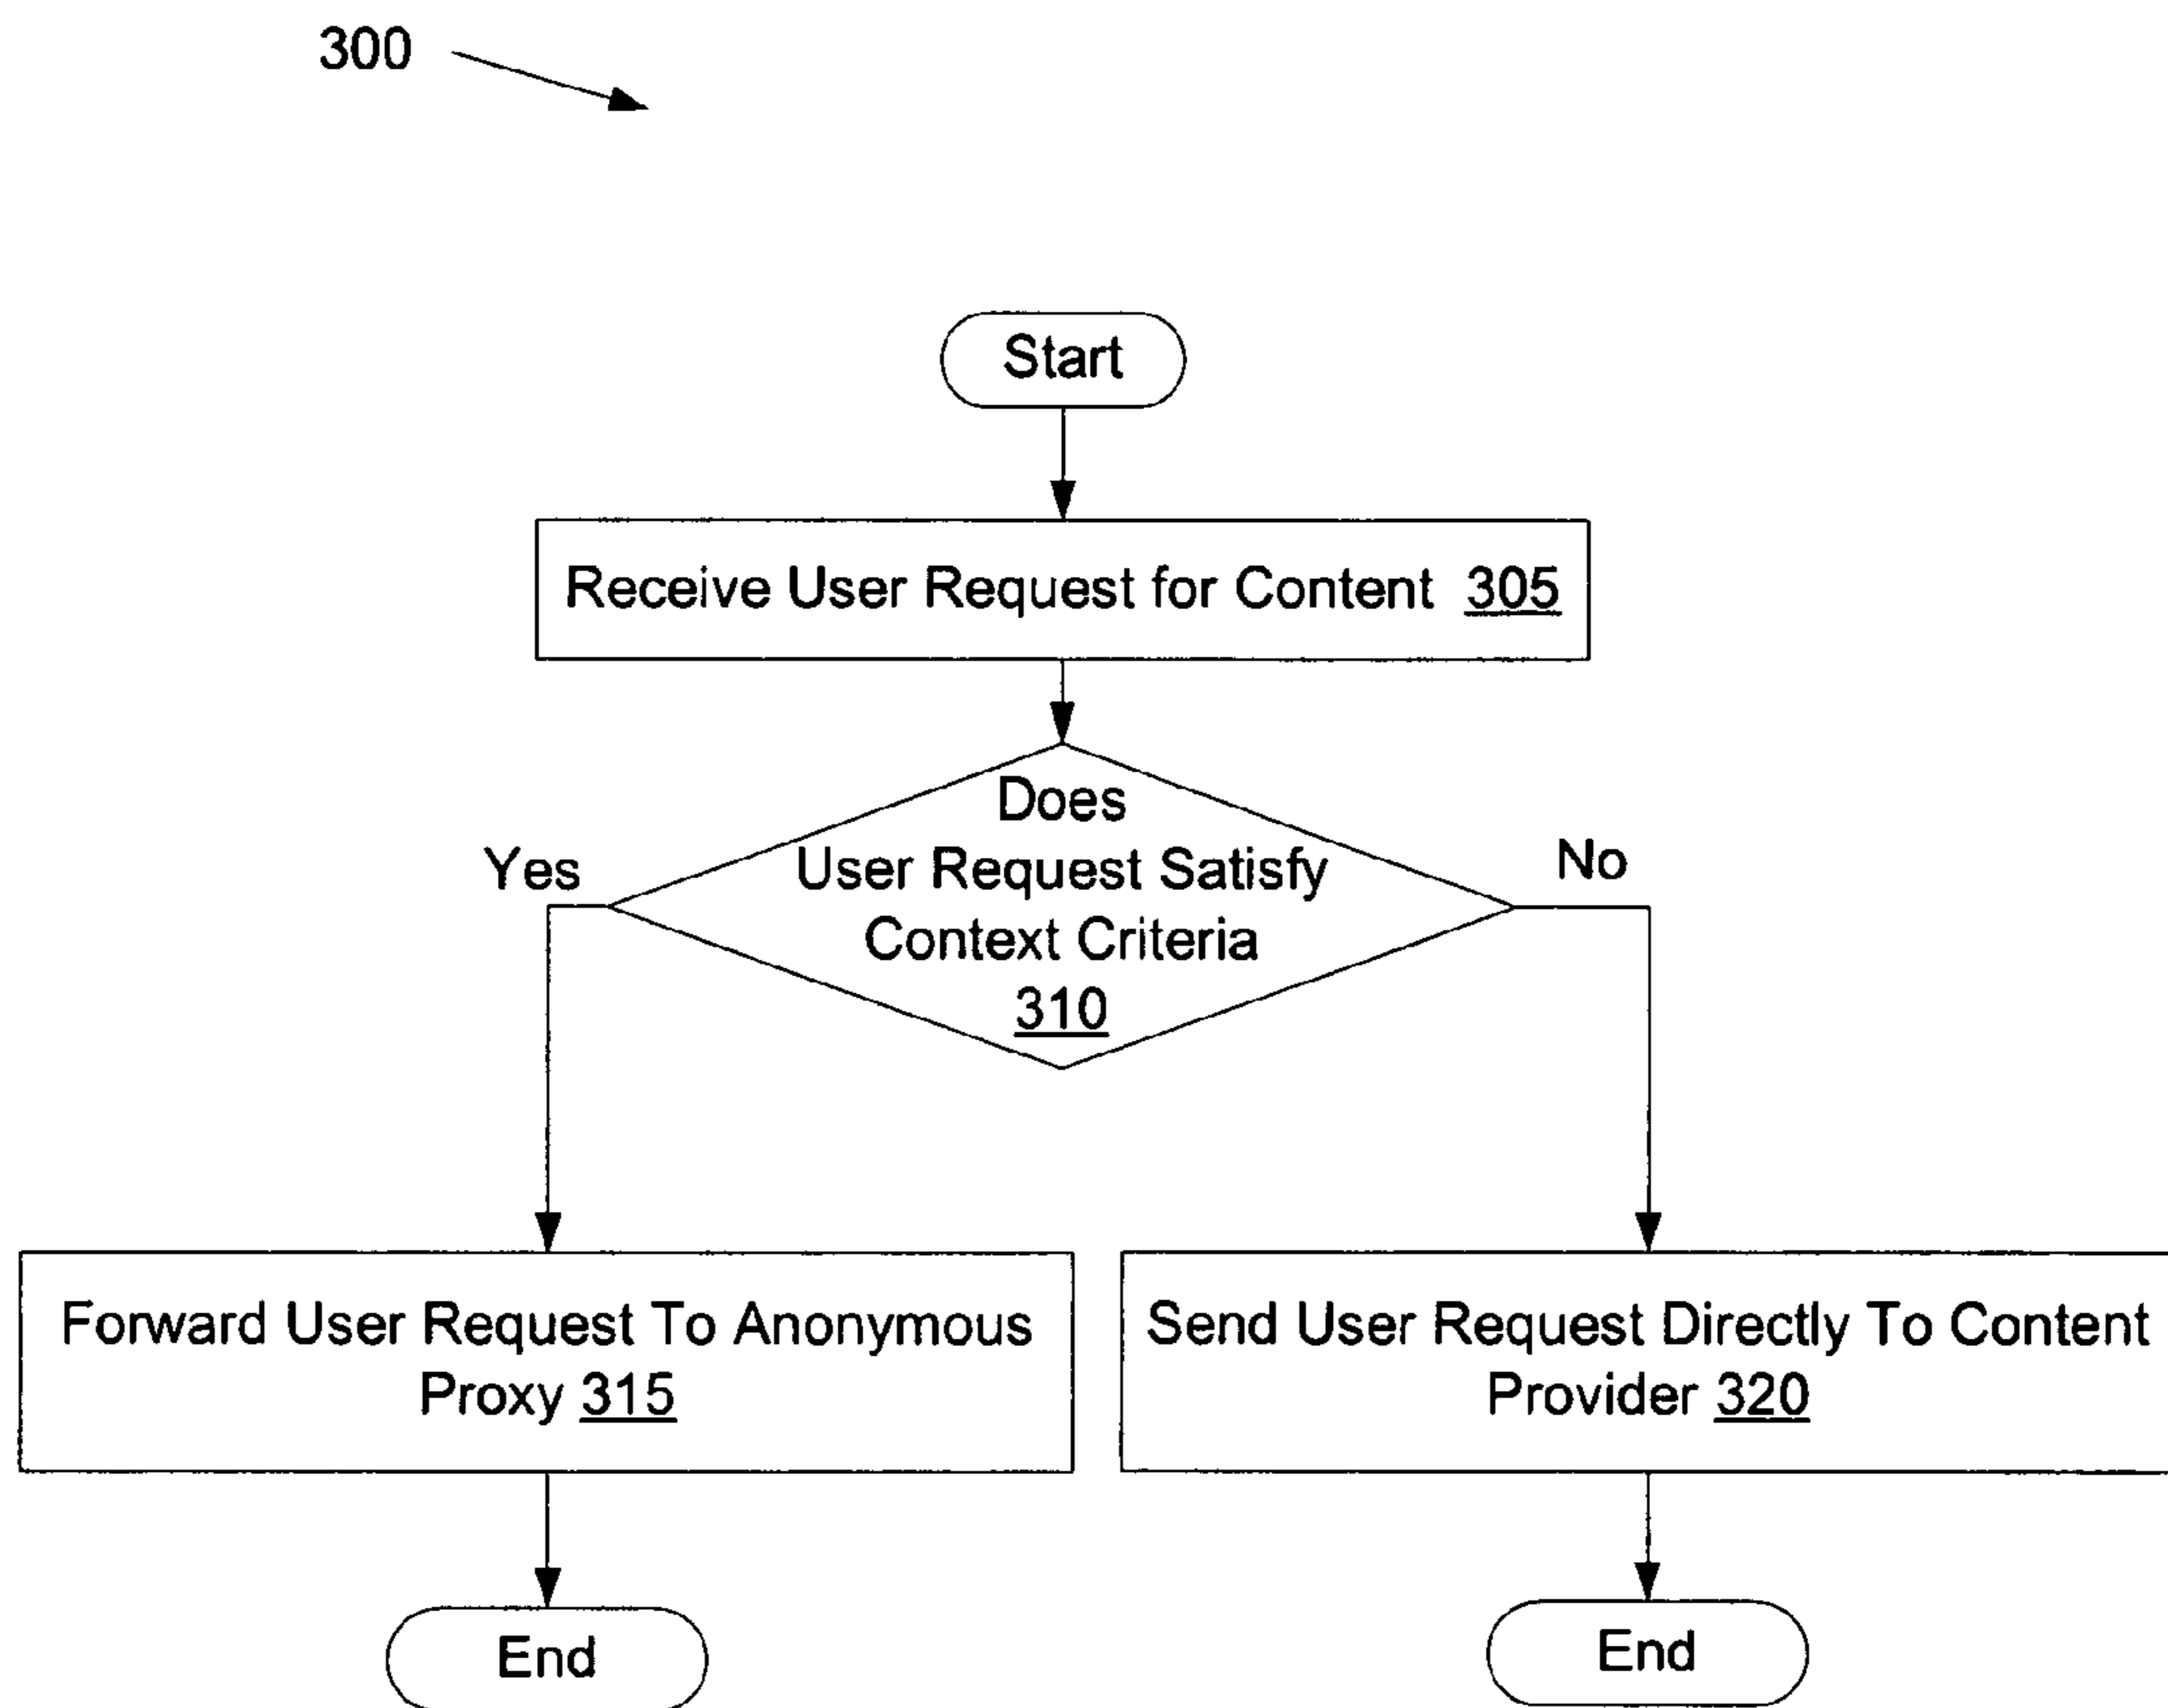 300
Start
Receive User Request for Content 305
Does
User Request Satisfy
Context Criteria
310
Yes
No
Forward User Request To Anonymous
Proxy 315
Send User Request Directly To Content
Provider 320
End
End